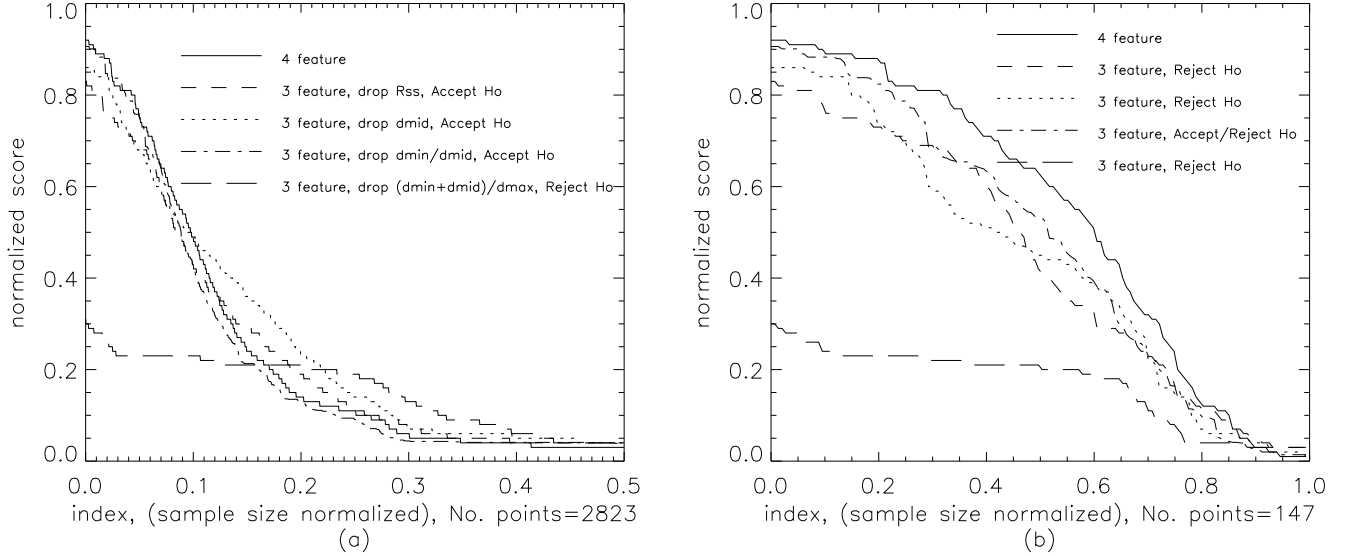 1.0
0.8
0.6
0.4
0.2
0.0
normalized score
4 feature
3 feature, drop Rss, Accept Ho
3 feature, drop dmid, Accept Ho
3 feature, drop dmin/dmid, Accept Ho
3 feature, drop (dmin+dmid)/dmax, Reject Ho
0.0 0.1 0.2 0.3 0.4 0.5
index, (sample size normalized), No. points=2823
(a)
1.0
0.8
0.6
0.4
0.2
0.0
normalized score
4 feature
3 feature, Reject Ho
3 feature, Reject Ho
3 feature, Accept/Reject Ho
3 feature, Reject Ho
0.0 0.2 0.4 0.6 0.8 1.0
index, (sample size normalized), No. points=147
(b)